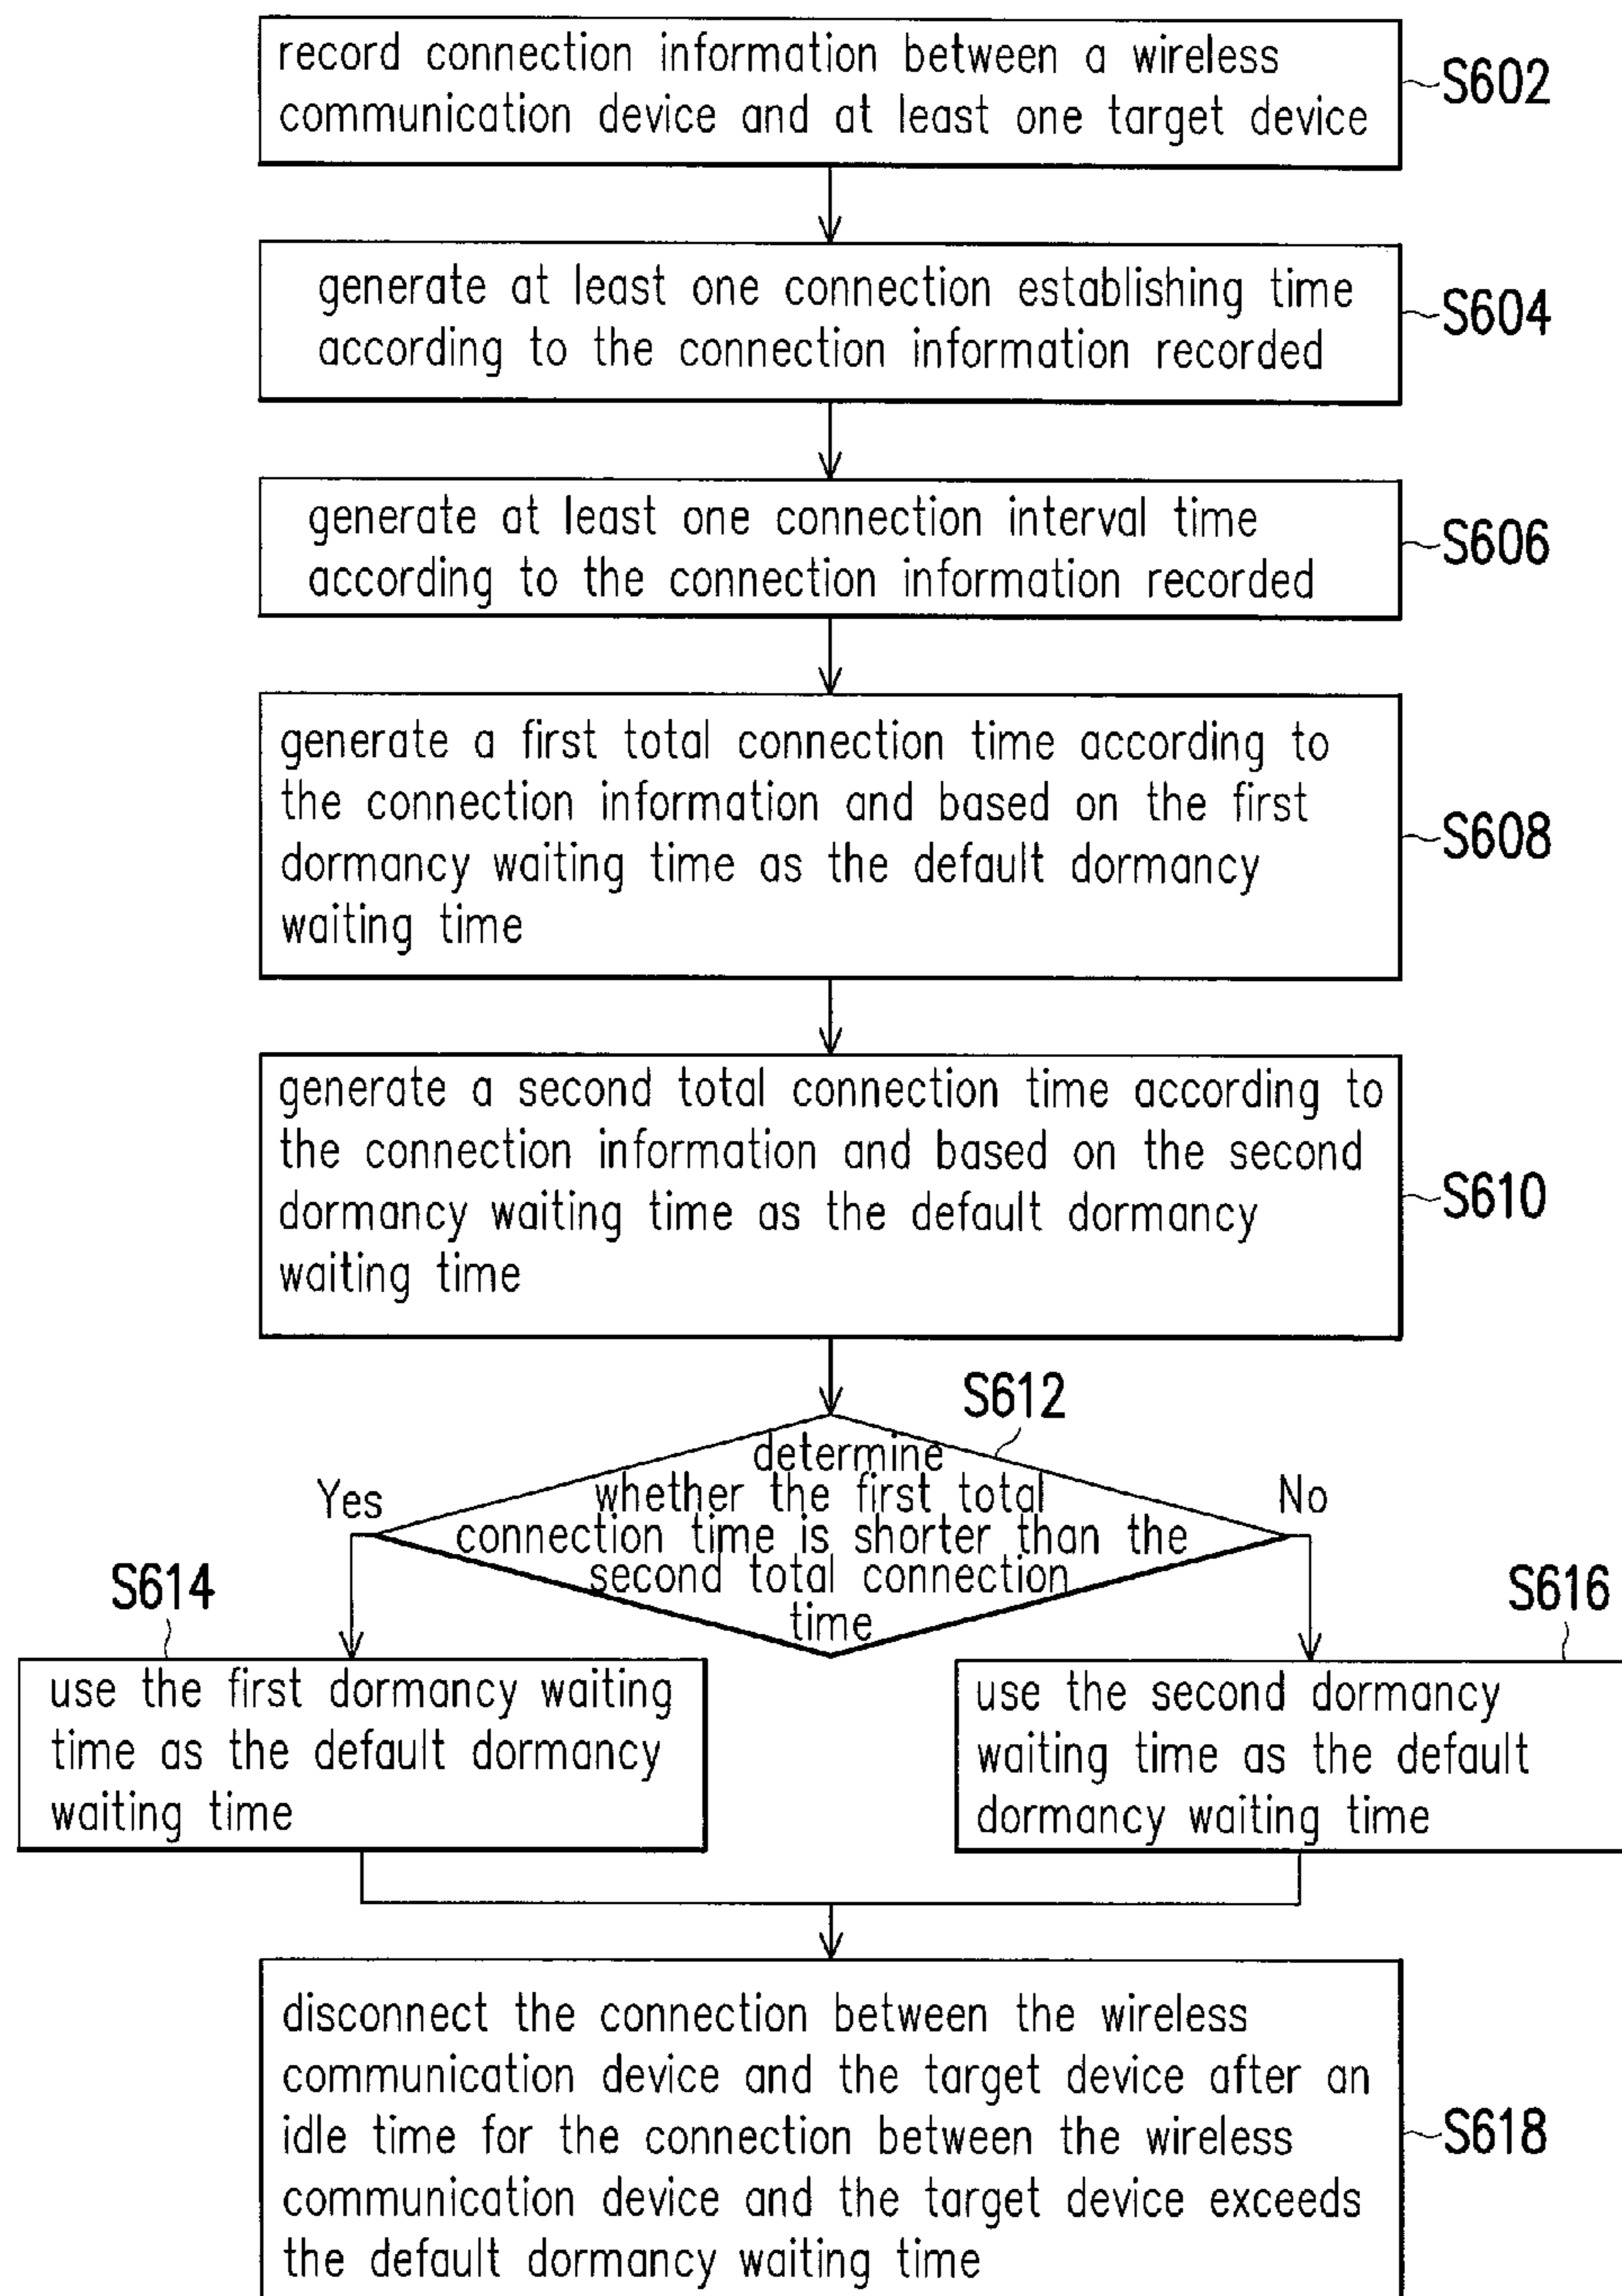 record connection information between a wireless
communication device and at least one target device
S602
generate at least one connection establishing time
according to the connection information recorded
S604
generate at least one connection interval time
according to the connection information recorded
S606
generate a first total connection time according to
the connection information and based on the first
dormancy waiting time as the default dormancy
waiting time
S608
generate a second total connection time according to
the connection information and based on the second
dormancy waiting time as the default dormancy
waiting time
S610
S612
determine
whether the first total
connection time is shorter than the
second total connection
time
Yes
No
S614
use the first dormancy waiting
time as the default dormancy
waiting time
S616
use the second dormancy
waiting time as the default
dormancy waiting time
disconnect the connection between the wireless
communication device and the target device after an
idle time for the connection between the wireless
communication device and the target device exceeds
the default dormancy waiting time
S618